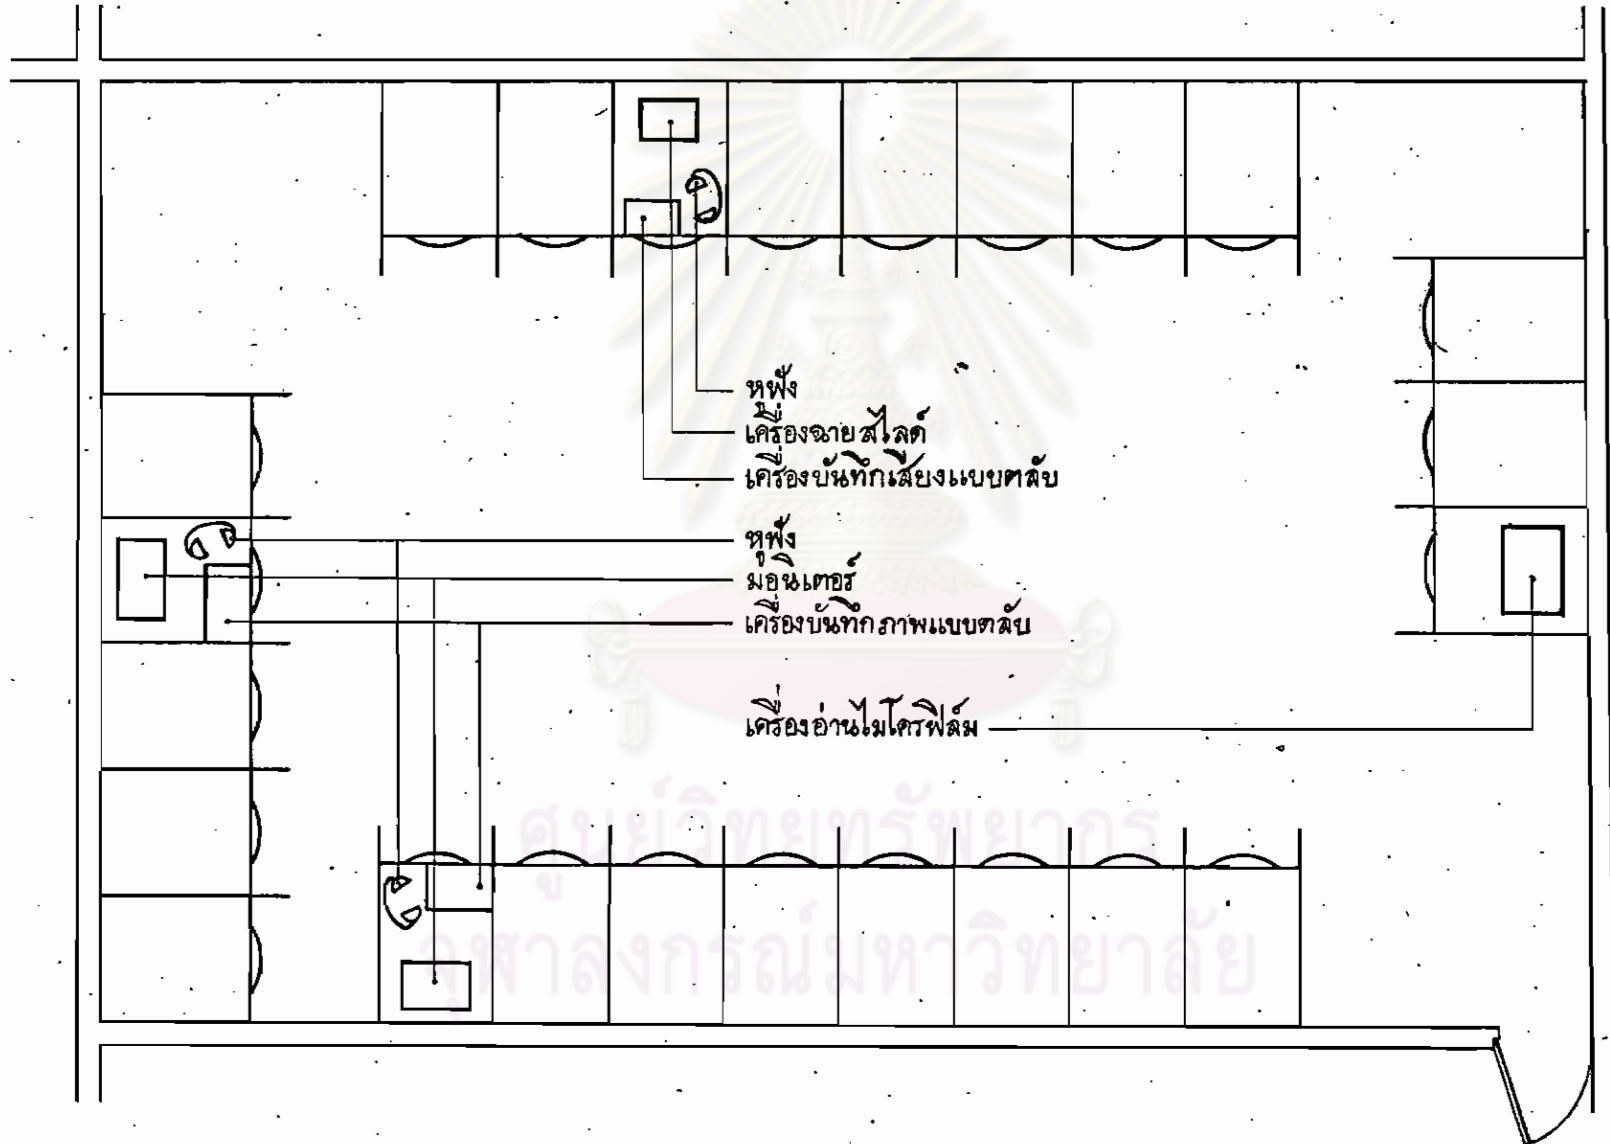 หูฟัง
เครื่องฉายสไลด์
เครื่องบันทึกเสียงแบบตลับ
หูฟัง
มอนิเตอร์
เครื่องบันทึกภาพแบบตลับ
เครื่องอ่านไมโครฟิล์ม
ศูนย์วิทยทรัพยากร
จุฬาลงกรณ์มหาวิทยาลัย